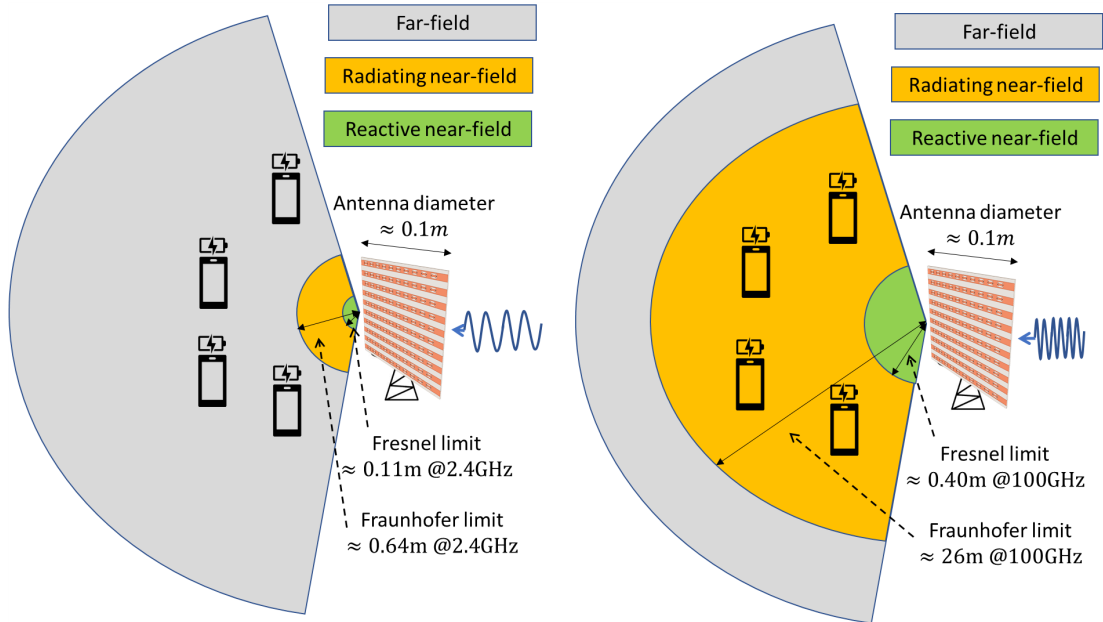 Far-field
Radiating near-field
Reactive near-field
Antenna diameter
≈ 0.1m
Fresnel limit
≈ 0.11m @2.4GHz
Fraunhofer limit
≈ 0.64m @2.4GHz
Far-field
Radiating near-field
Reactive near-field
Antenna diameter
≈ 0.1m
Fresnel limit
≈ 0.40m @100GHz
Fraunhofer limit
≈ 26m @100GHz